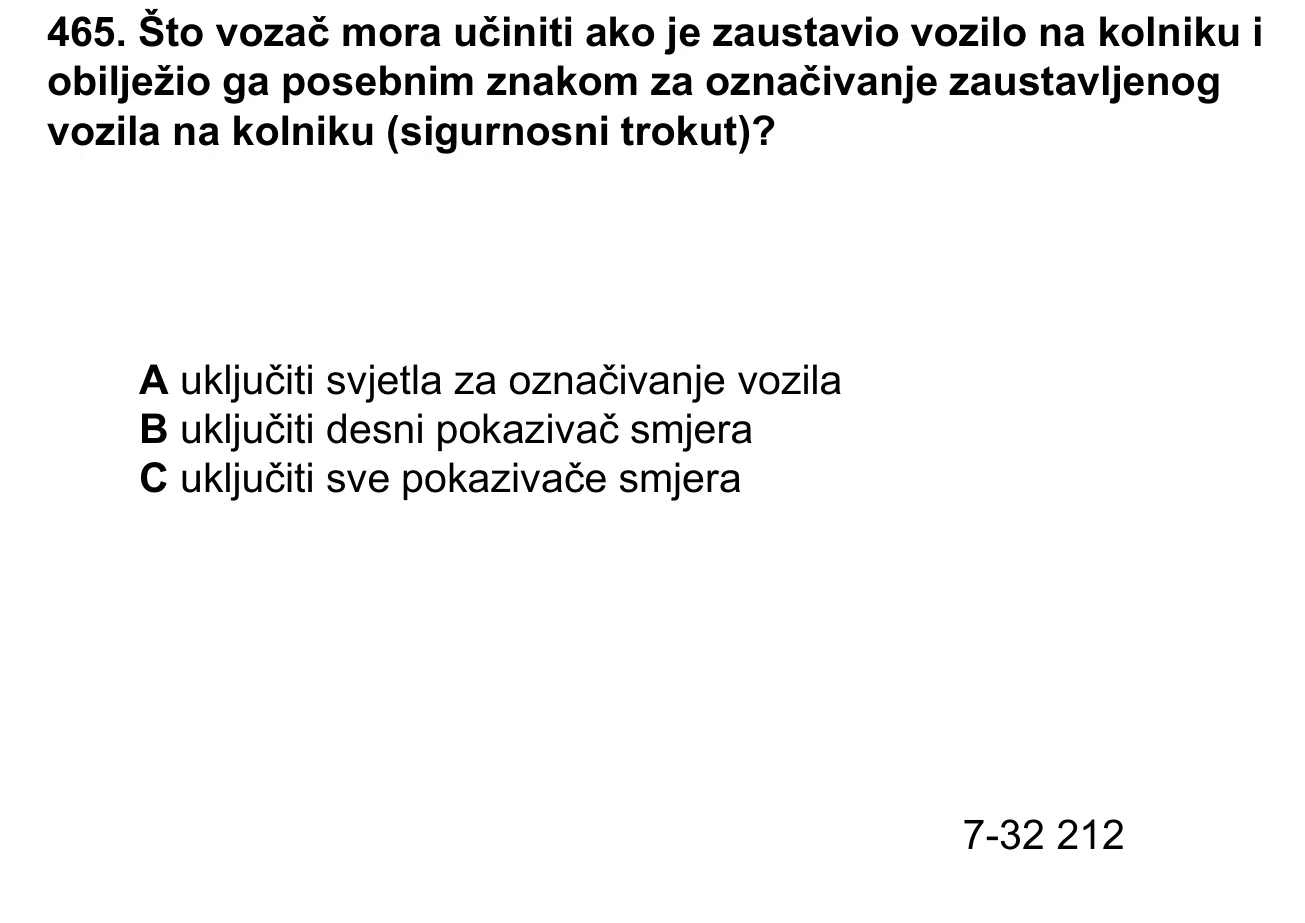 465. Što vozač mora učiniti ako je zaustavio vozilo na kolniku i
obilježio ga posebnim znakom za označivanje zaustavljenog
vozila na kolniku (sigurnosni trokut)?
A uključiti svjetla za označivanje vozila
B uključiti desni pokazivač smjera
C uključiti sve pokazivače smjera
7-32 212